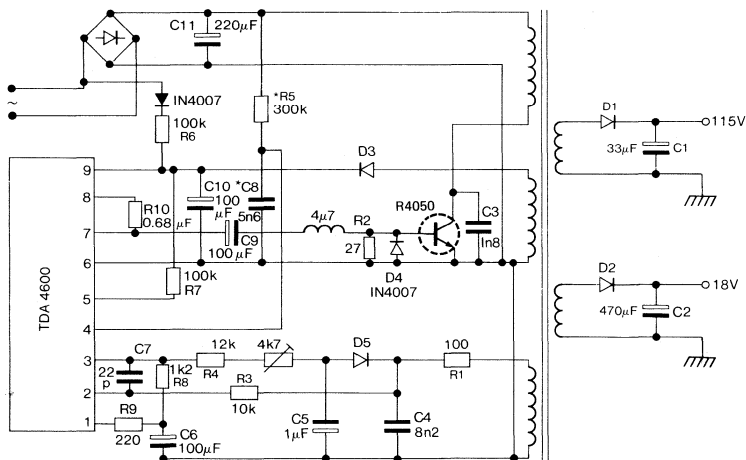 C11
220µF
IN4007
*R5
300k
100k
R6
D1
115V
33µF
C1
9
D3
8
C10
100
µF
*C8
5n6
R10
0.68
µF
4µ7
R2
R4050
C3
1n8
7
C9
100µF
27
D4
IN4007
6
100k
R7
5
D2
18V
470µF
C2
TDA 4600
4
12k
4k7
D5
100
3
C7
22
p
1k2
R8
R4
R1
R3
2
10k
R9
C5
1µF
C4
8n2
1
220
C6
100µF
~